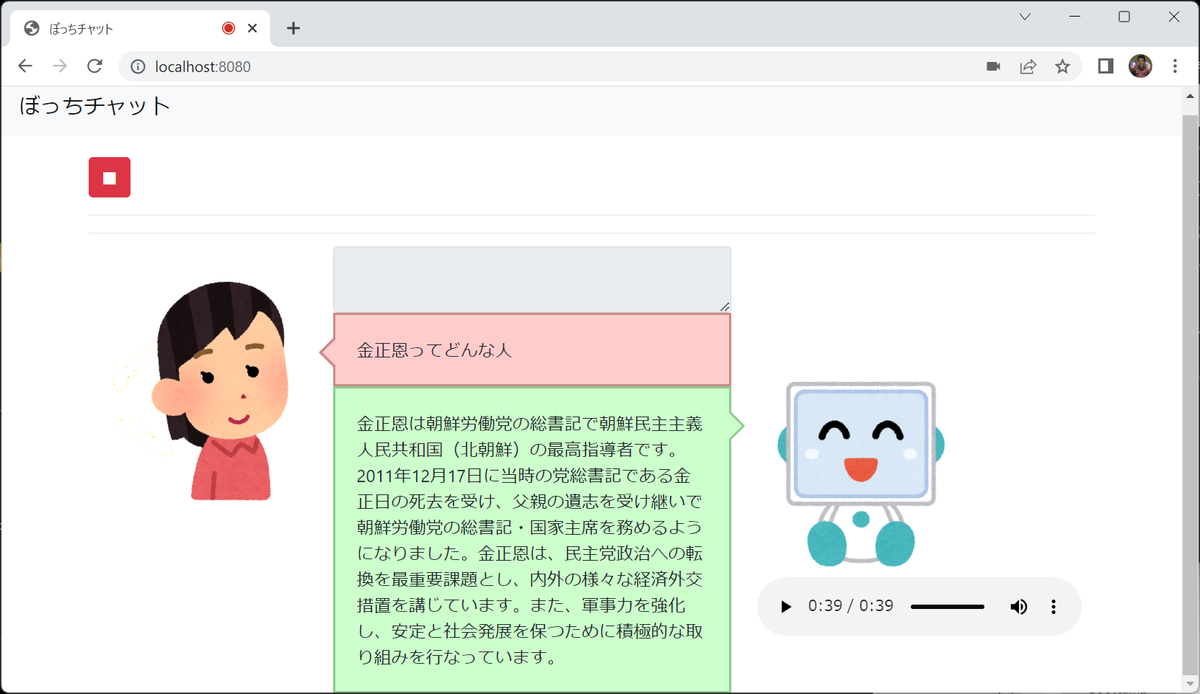 ぼっちチャット
localhost:8080
ぼっちチャット
金正恩ってどんな人
金正恩は朝鮮労働党の総書記で朝鮮民主主義
人民共和国（北朝鮮）の最高指導者です。
2011年12月17日に当時の党総書記である金
正日の死去を受け、父親の遺志を受け継いで
朝鮮労働党の総書記・国家主席を務めるよう
になりました。金正恩は、民主党政治への転
換を最重要課題とし、内外の様々な経済外交
措置を講じています。また、軍事力を強化
し、安定と社会発展を保つために積極的な取
り組みを行なっています。
0:39 / 0:39